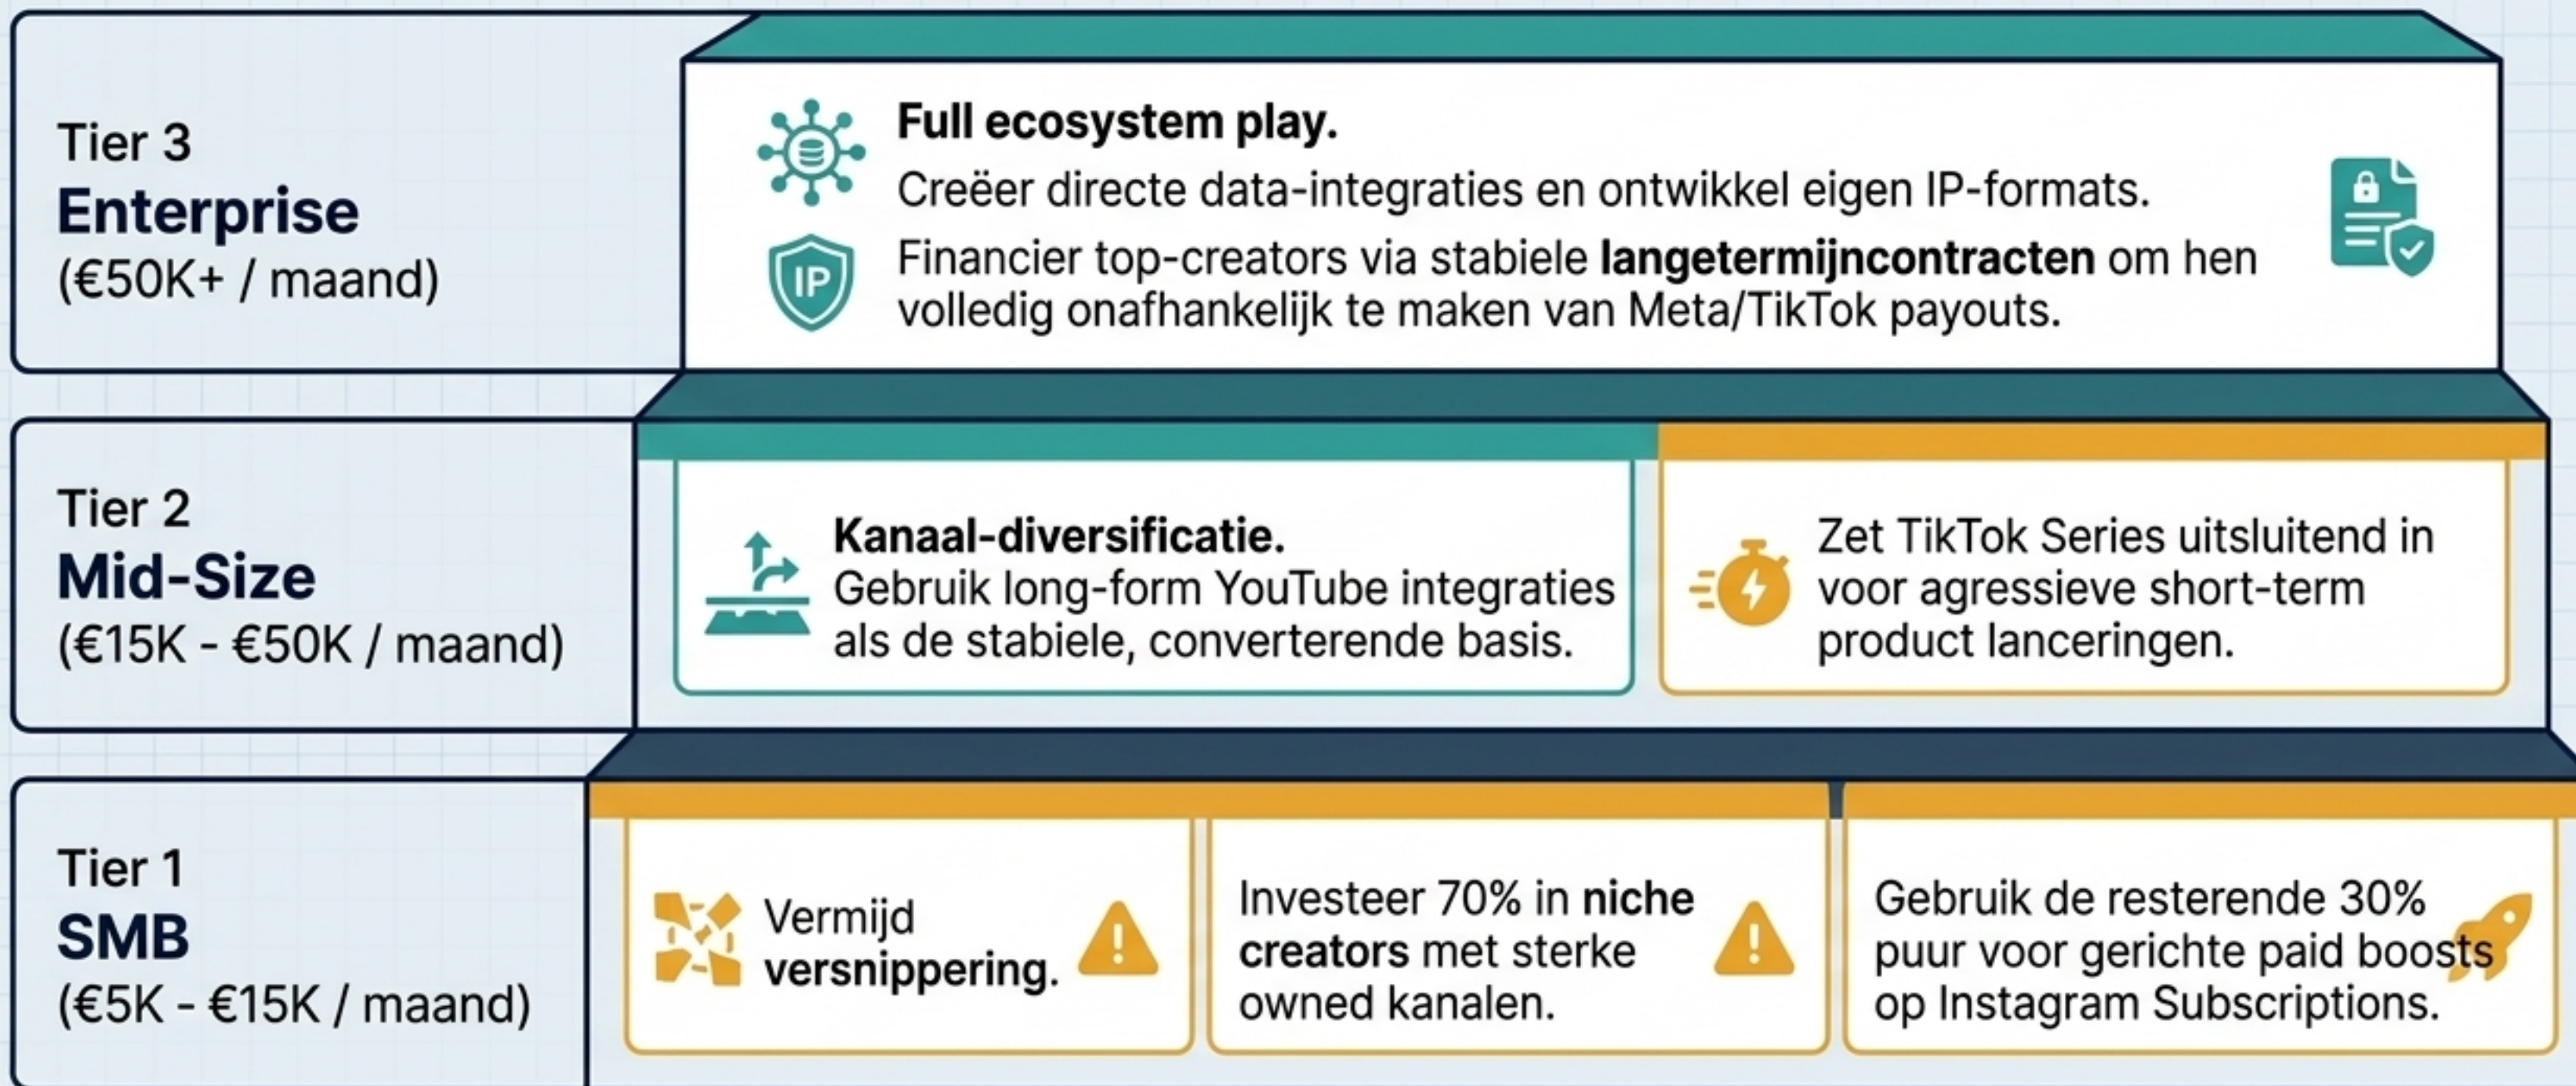 Tier 3
Enterprise
(€50K+ / maand)
Full ecosystem play.
Creëer directe data-integraties en ontwikkel eigen IP-formats.
IP
Financier top-creators via stabiele langetermijncontracten om hen
volledig onafhankelijk te maken van Meta/TikTok payouts.
Tier 2
Mid-Size
(€15K - €50K / maand)
Kanaal-diversificatie.
Gebruik long-form YouTube integraties
als de stabiele, converterende basis.
Zet TikTok Series uitsluitend in
voor agressieve short-term
product lanceringen.
Tier 1
SMB
(€5K - €15K / maand)
Vermijd
versnippering.
Investeer 70% in niche
creators met sterke
owned kanalen.
Gebruik de resterende 30%
puur voor gerichte paid boosts
op Instagram Subscriptions.